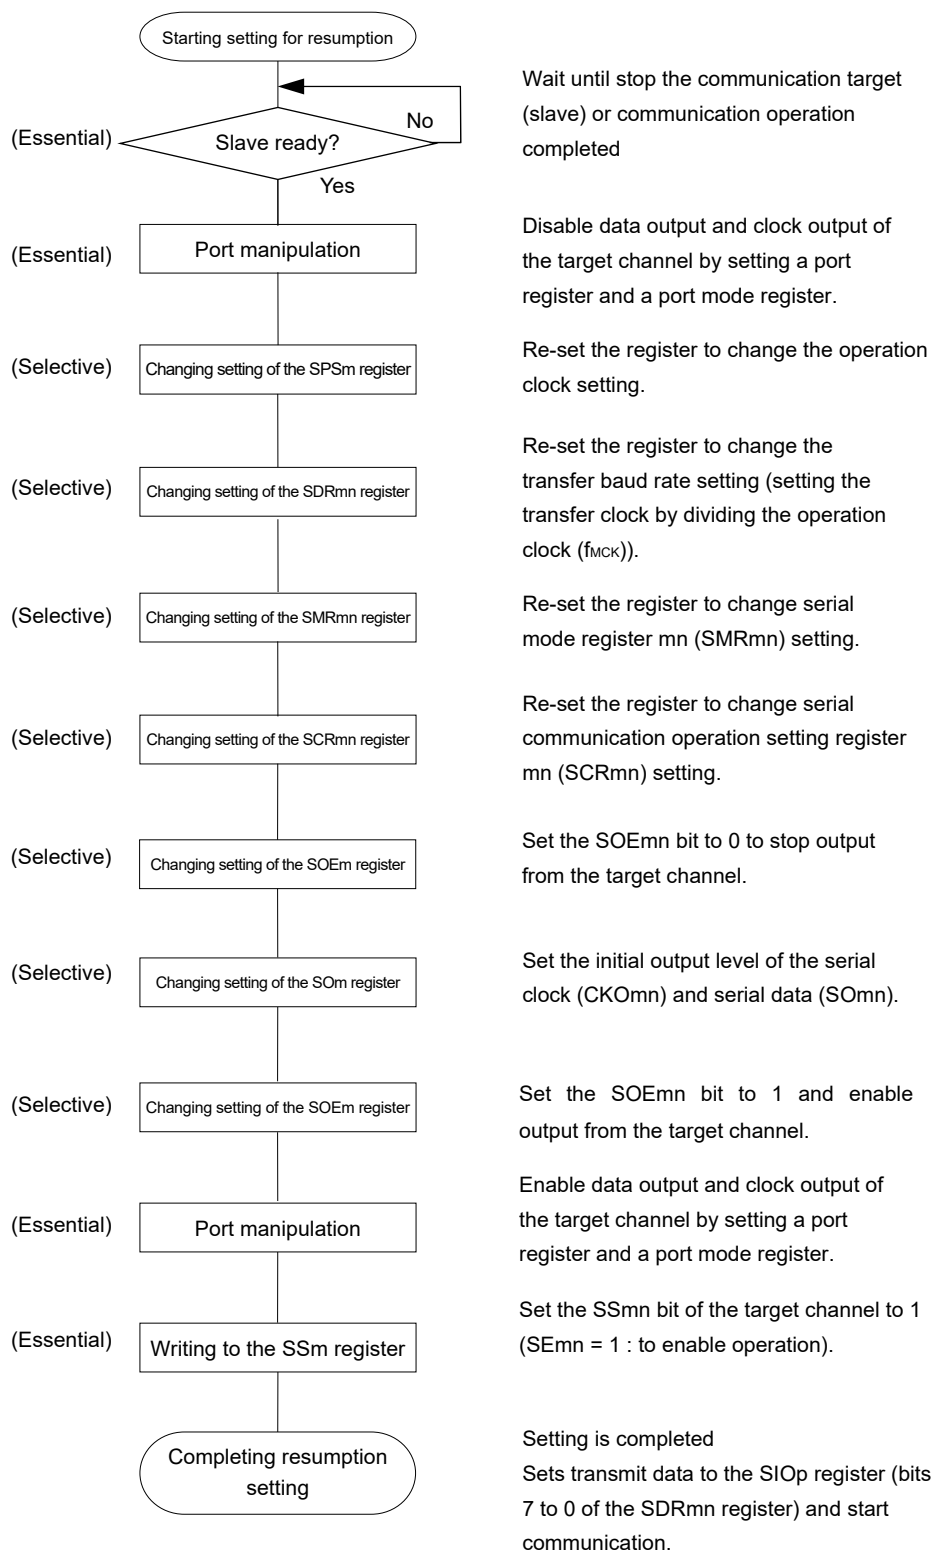 Starting setting for resumption
Wait until stop the communication target
(slave) or communication operation
completed
(Essential)
Slave ready?
No
Yes
(Essential)
Port manipulation
Disable data output and clock output of
the target channel by setting a port
register and a port mode register.
(Selective)
Changing setting of the SPSm register
Re-set the register to change the operation
clock setting.
(Selective)
Changing setting of the SDRmn register
Re-set the register to change the
transfer baud rate setting (setting the
transfer clock by dividing the operation
clock (fMCK)).
(Selective)
Changing setting of the SMRmn register
Re-set the register to change serial
mode register mn (SMRmn) setting.
(Selective)
Changing setting of the SCRmn register
Re-set the register to change serial
communication operation setting register
mn (SCRmn) setting.
(Selective)
Changing setting of the SOEm register
Set the SOEmn bit to 0 to stop output
from the target channel.
(Selective)
Changing setting of the SOm register
Set the initial output level of the serial
clock (CKOmn) and serial data (SOmn).
(Selective)
Changing setting of the SOEm register
Set the SOEmn bit to 1 and enable
output from the target channel.
(Essential)
Port manipulation
Enable data output and clock output of
the target channel by setting a port
register and a port mode register.
(Essential)
Writing to the SSm register
Set the SSmn bit of the target channel to 1
(SEmn = 1 : to enable operation).
Completing resumption
setting
Setting is completed
Sets transmit data to the SIOp register (bits
7 to 0 of the SDRmn register) and start
communication.